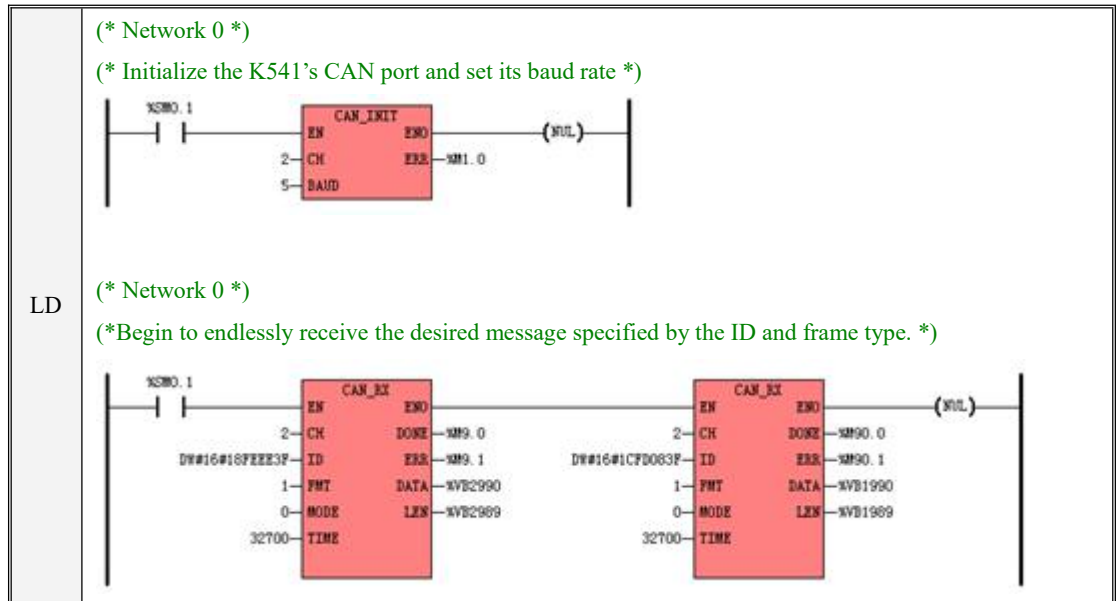 (* Network 0 *)
(* Initialize the K541's CAN port and set its baud rate *)
%SM0.1
CAN_INIT
EN ENO (NUL)
2 CH ERR %M1.0
5 BAUD
LD
(* Network 0 *)
(*Begin to endlessly receive the desired message specified by the ID and frame type. *)
%SM0.1
CAN_RX CAN_RX
EN ENO EN ENO (NUL)
2 CH DONE %M9.0 2 CH DONE %M90.0
DW#16#18FEEE3F ID ERR %M9.1 DW#16#1CFD083F ID ERR %M90.1
1 FMT DATA %VB2990 1 FMT DATA %VB1990
0 MODE LEN %VB2989 0 MODE LEN %VB1989
32700 TIME 32700 TIME